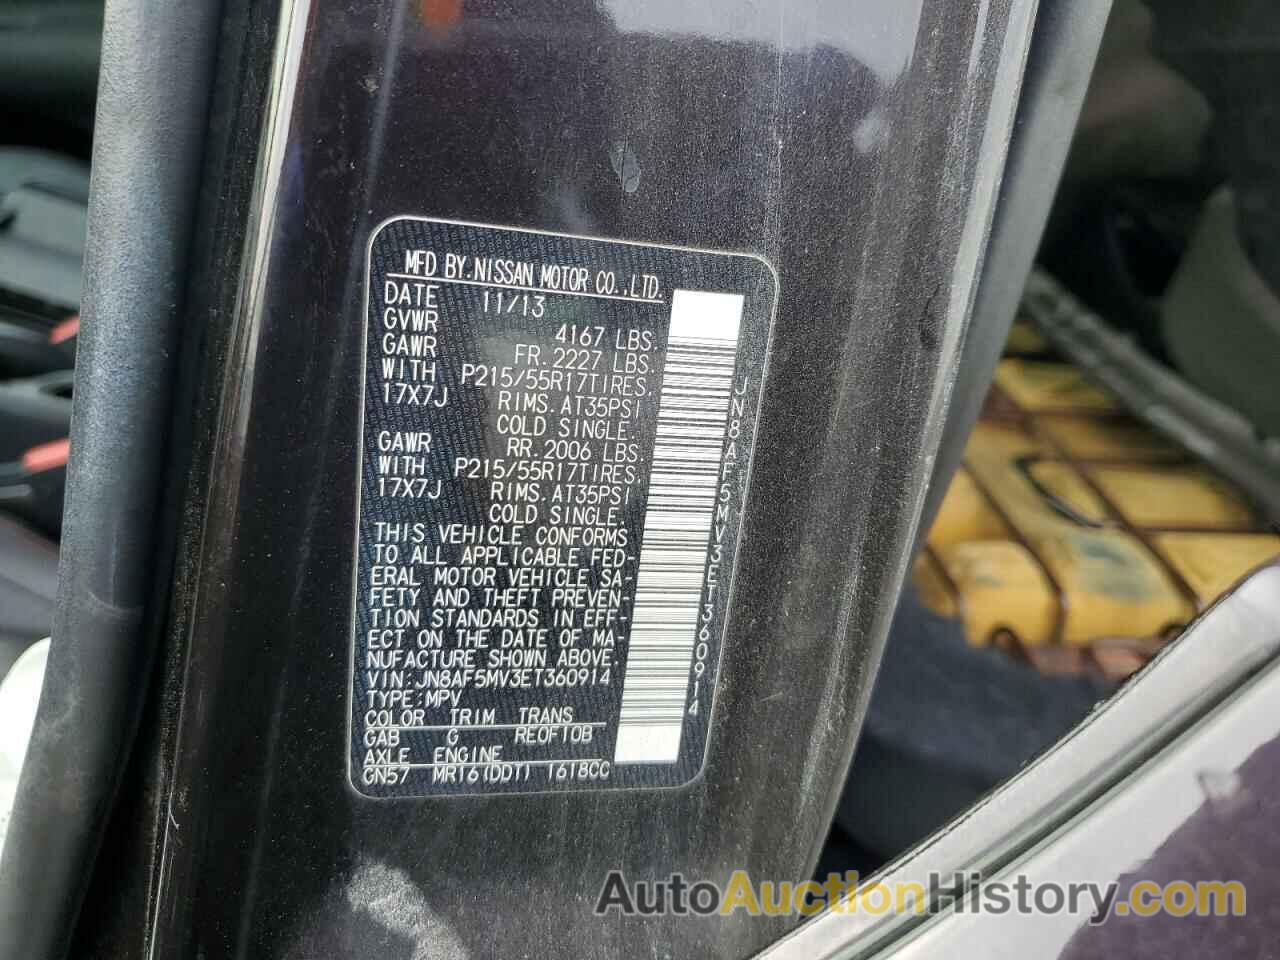 MFD BY.NISSAN MOTOR CO.,LTD.
DATE 11/13
GVWR 4167 LBS.
GAWR FR.2227 LBS.
WITH P215/55R17TIRES,
17X7J RIMS.AT35PSI
COLD SINGLE.
GAWR RR.2006 LBS.
WITH P215/55R17TIRES,
17X7J RIMS.AT35PSI
COLD SINGLE.
THIS VEHICLE CONFORMS
TO ALL APPLICABLE FED-
ERAL MOTOR VEHICLE SA-
FETY AND THEFT PREVEN-
TION STANDARDS IN EFF-
ECT ON THE DATE OF MA-
NUFACTURE SHOWN ABOVE.
VIN:JN8AF5MV3ET360914
TYPE:MPV
COLOR TRIM TRANS
GAB G RE0F10B
AXLE ENGINE
GN57 MR16(DDT) 1618CC
JN8AF5MV3ET360914
AutoAuctionHistory.com